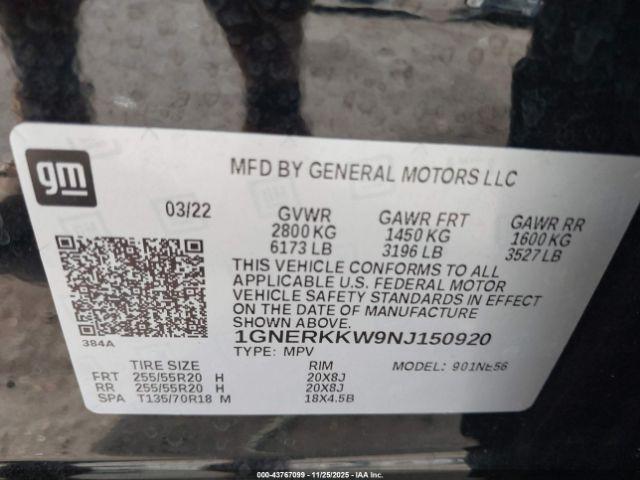 gm
MFD BY GENERAL MOTORS LLC
03/22
GVWR GAWR FRT GAWR RR
2800 KG 1450 KG 1600 KG
6173 LB 3196 LB 3527 LB
THIS VEHICLE CONFORMS TO ALL
APPLICABLE U.S. FEDERAL MOTOR
VEHICLE SAFETY STANDARDS IN EFFECT
ON THE DATE OF MANUFACTURE
SHOWN ABOVE.
384A
1GNERKKW9NJ150920
TYPE: MPV MODEL: 901NE56
TIRE SIZE RIM
FRT 255/55R20 H 20X8J
RR 255/55R20 H 20X8J
SPA T135/70R18 M 18X4.5B
© IAA - 43767099 - 11/25/2025 - IAAI.COM